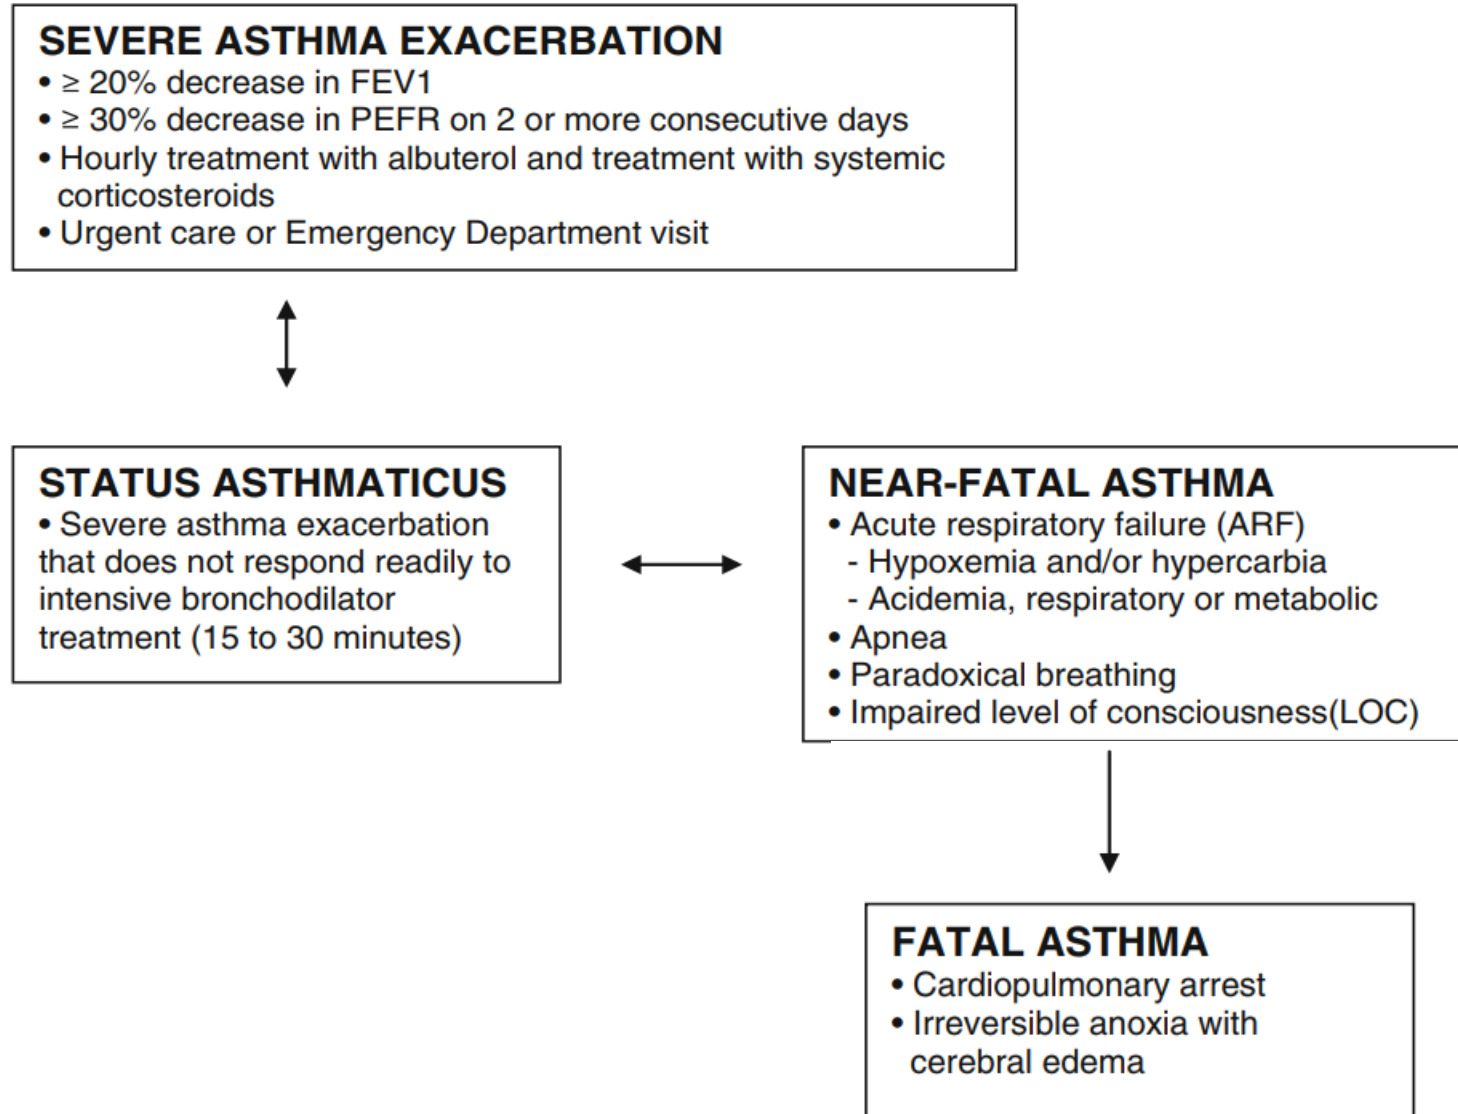 SEVERE ASTHMA EXACERBATION
• ≥ 20% decrease in FEV1
• ≥ 30% decrease in PEFR on 2 or more consecutive days
• Hourly treatment with albuterol and treatment with systemic
corticosteroids
• Urgent care or Emergency Department visit
STATUS ASTHMATICUS
• Severe asthma exacerbation
that does not respond readily to
intensive bronchodilator
treatment (15 to 30 minutes)
NEAR-FATAL ASTHMA
• Acute respiratory failure (ARF)
- Hypoxemia and/or hypercarbia
- Acidemia, respiratory or metabolic
• Apnea
• Paradoxical breathing
• Impaired level of consciousness(LOC)
FATAL ASTHMA
• Cardiopulmonary arrest
• Irreversible anoxia with
cerebral edema